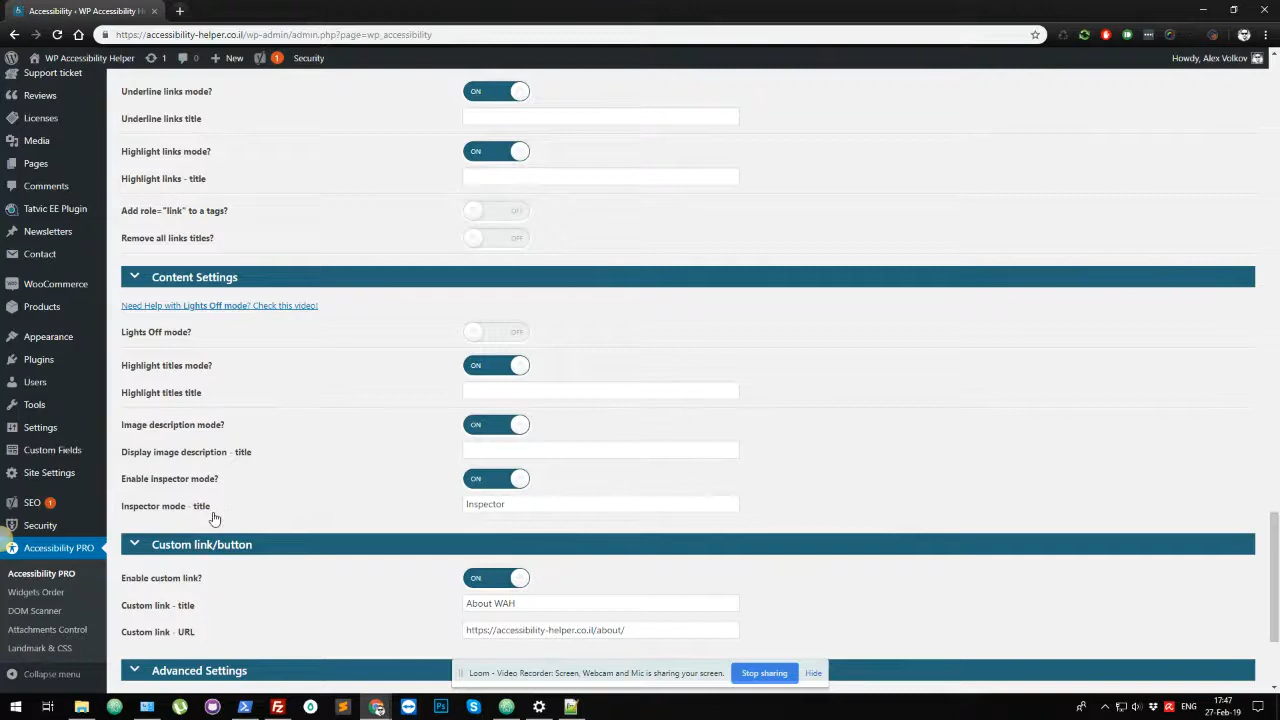 Accessibility • WP Accessibility H
https://accessibility-helper.co.il/wp-admin/admin.php?page=wp_accessibility
WP Accessibility Helper
1
0
New
1
Security
Howdy, Alex Volkov
Support ticket
Reviews
Licenses
Media
Pages
Comments
Tatvic EE Plugin
Newsletters
Contact
WooCommerce
Products
Appearance
Plugins
Users
Tools
Settings
Custom Fields
Site Settings
SEO 1
Security
Accessibility PRO
Accessibility PRO
Widgets Order
DOM Scanner
Attachments Control
Landmark & CSS
Collapse menu
Underline links mode? ON
Underline links title
Highlight links mode? ON
Highlight links - title
Add role="link" to a tags? OFF
Remove all links titles? OFF
Content Settings
Need Help with Lights Off mode? Check this video!
Lights Off mode? OFF
Highlight titles mode? ON
Highlight titles title
Image description mode? ON
Display image description - title
Enable inspector mode? ON
Inspector mode - title Inspector
Custom link/button
Enable custom link? ON
Custom link - title About WAH
Custom link - URL https://accessibility-helper.co.il/about/
Advanced Settings
Loom - Video Recorder: Screen, Webcam and Mic is sharing your screen. Stop sharing Hide
ENG
17:47
27-Feb-19